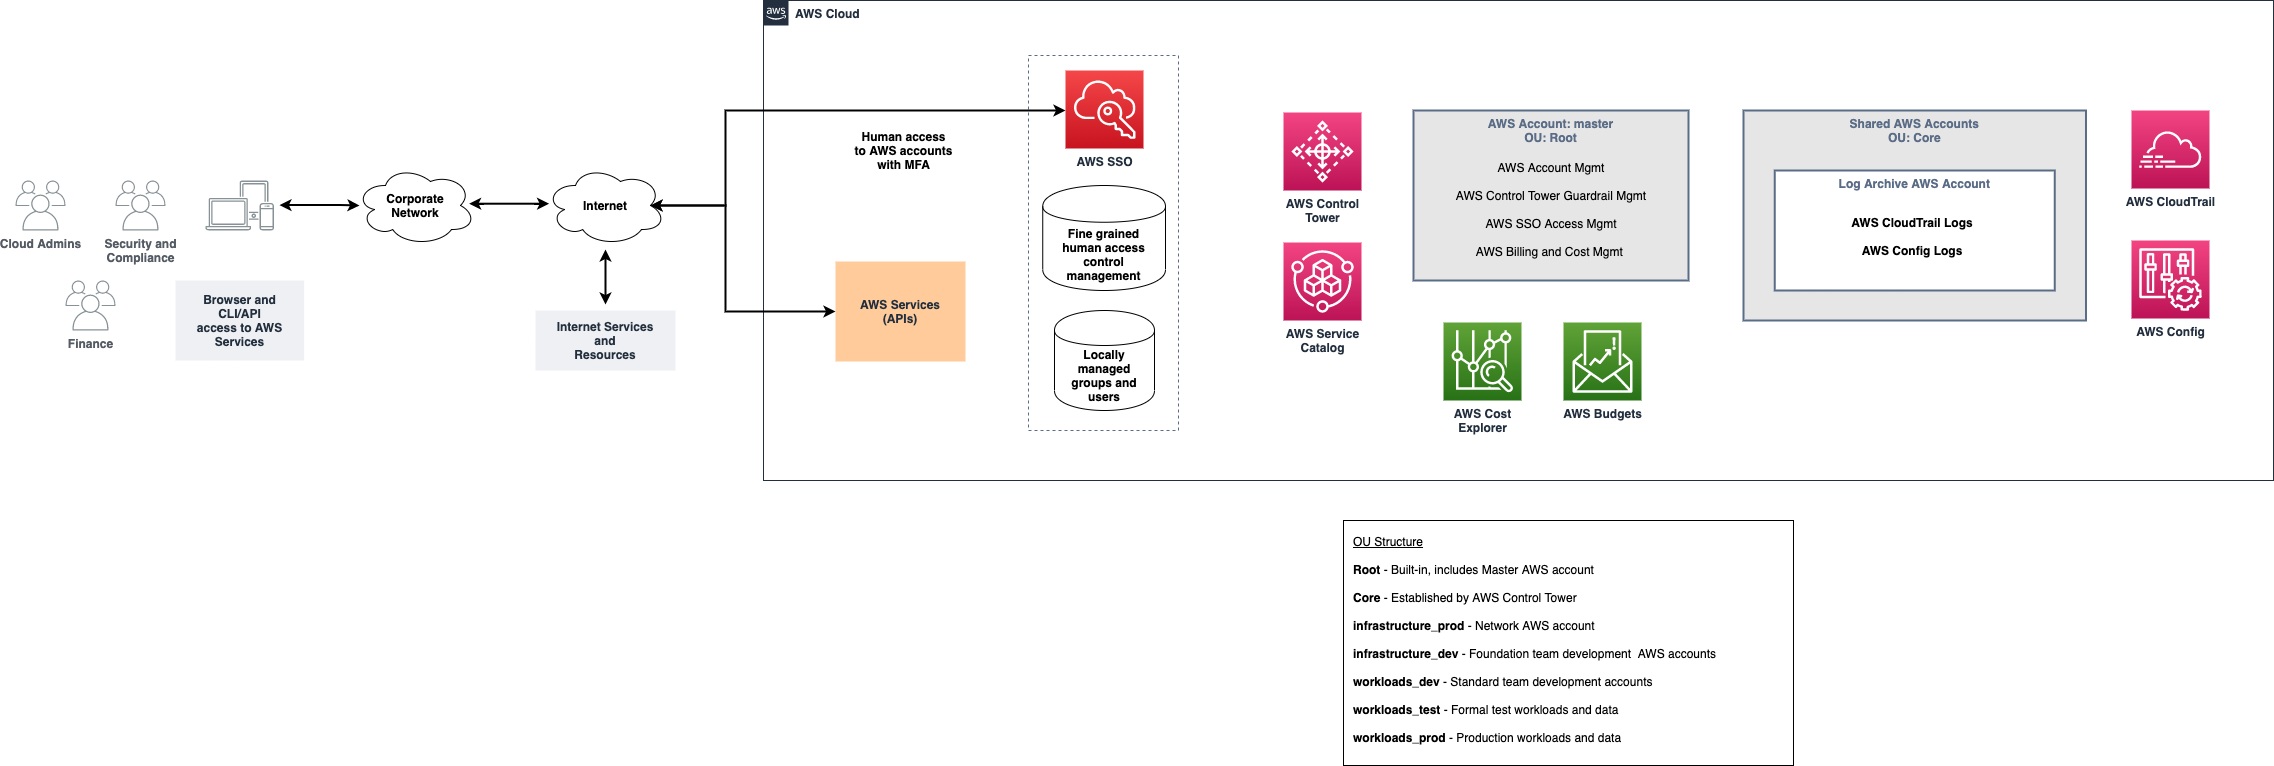 aws
AWS Cloud
Cloud Admins
Security and
Compliance
Finance
Browser and
CLI/API
access to AWS
Services
Corporate
Network
Internet
Internet Services
and
Resources
Human access
to AWS accounts
with MFA
AWS Services
(APIs)
AWS SSO
Fine grained
human access
control
management
Locally
managed
groups and
users
AWS Control
Tower
AWS Service
Catalog
AWS Account: master
OU: Root
AWS Account Mgmt
AWS Control Tower Guardrail Mgmt
AWS SSO Access Mgmt
AWS Billing and Cost Mgmt
AWS Cost
Explorer
AWS Budgets
Shared AWS Accounts
OU: Core
Log Archive AWS Account
AWS CloudTrail Logs
AWS Config Logs
AWS CloudTrail
AWS Config
OU Structure
Root - Built-in, includes Master AWS account
Core - Established by AWS Control Tower
infrastructure_prod - Network AWS account
infrastructure_dev - Foundation team development  AWS accounts
workloads_dev - Standard team development accounts
workloads_test - Formal test workloads and data
workloads_prod - Production workloads and data